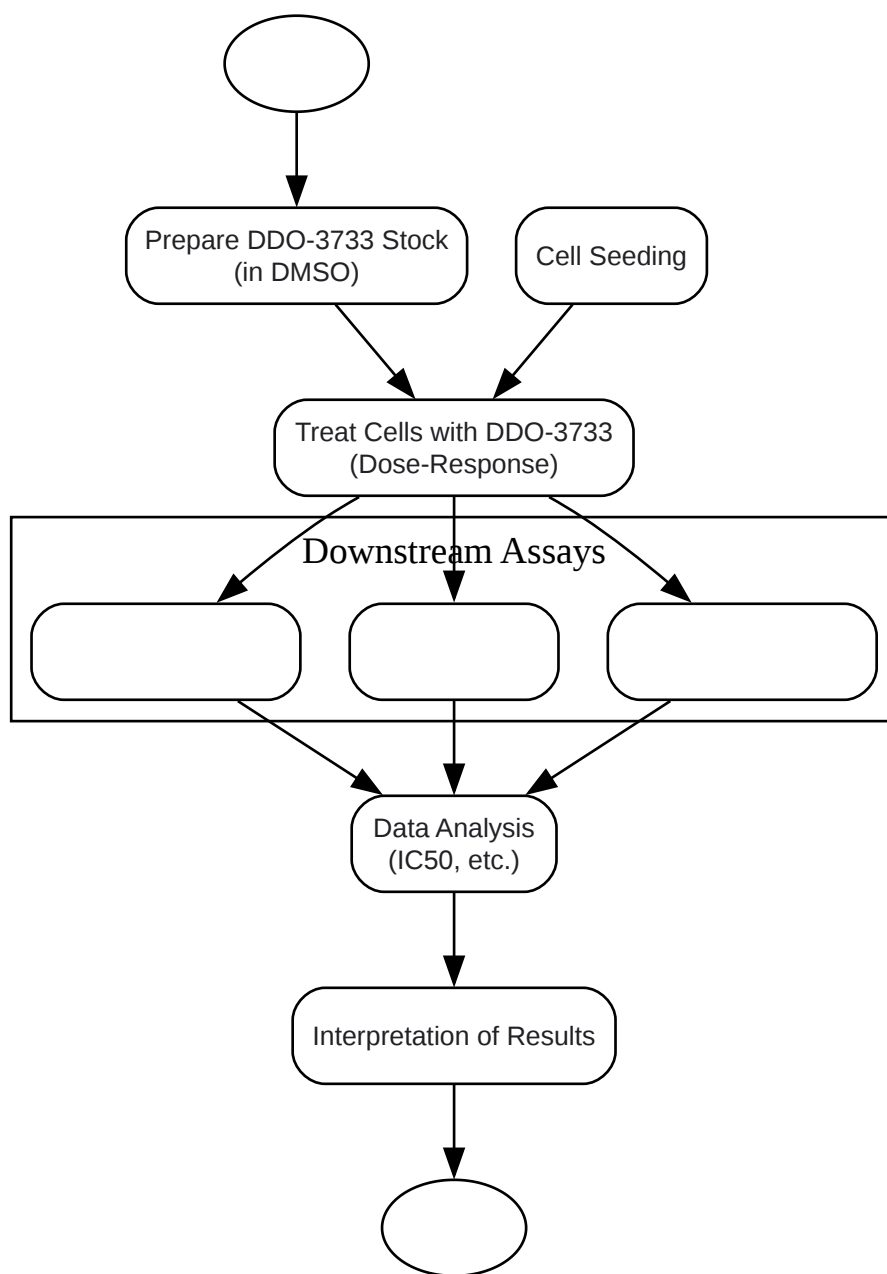 Prepare DDO-3733 Stock
(in DMSO)
Cell Seeding
Treat Cells with DDO-3733
(Dose-Response)
Downstream Assays
Data Analysis
(IC50, etc.)
Interpretation of Results